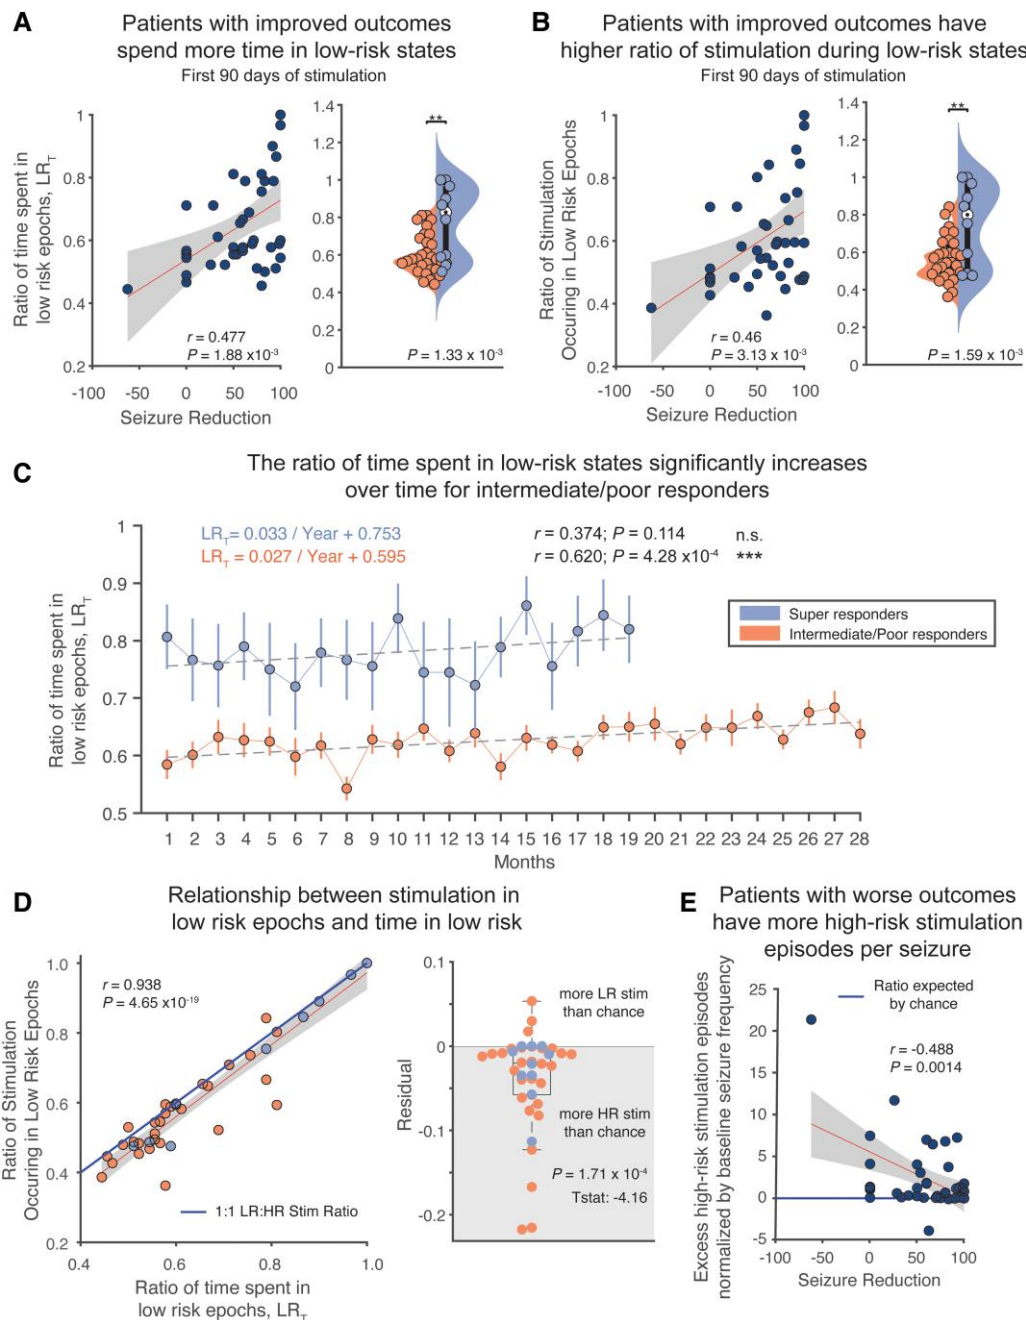 A
Patients with improved outcomes
spend more time in low-risk states
First 90 days of stimulation
Ratio of time spent in
low risk epochs, LR_T
1
0.8
0.6
0.4
0.2
-100 -50 0 50 100
Seizure Reduction
r = 0.477
P = 1.88 x10⁻³
1.4
1.2
1
0.8
0.6
0.4
0.2
0
**
P = 1.33 x 10⁻³
B
Patients with improved outcomes have
higher ratio of stimulation during low-risk states
First 90 days of stimulation
Ratio of Stimulation
Occuring in Low Risk Epochs
1
0.8
0.6
0.4
0.2
-100 -50 0 50 100
Seizure Reduction
r = 0.46
P = 3.13 x10⁻³
1.4
1.2
1
0.8
0.6
0.4
0.2
0
**
P = 1.59 x 10⁻³
C
The ratio of time spent in low-risk states significantly increases
over time for intermediate/poor responders
LR_T= 0.033 / Year + 0.753
LR_T = 0.027 / Year + 0.595
r = 0.374; P = 0.114 n.s.
r = 0.620; P = 4.28 x10⁻⁴ ***
Super responders
Intermediate/Poor responders
Ratio of time spent in
low risk epochs, LR_T
1
0.9
0.8
0.7
0.6
0.5
1 2 3 4 5 6 7 8 9 10 11 12 13 14 15 16 17 18 19 20 21 22 23 24 25 26 27 28
Months
D
Relationship between stimulation in
low risk epochs and time in low risk
Ratio of Stimulation
Occuring in Low Risk Epochs
1.0
0.8
0.6
0.4
0.2
r = 0.938
P = 4.65 x10⁻¹⁹
1:1 LR:HR Stim Ratio
0.4 0.6 0.8 1.0
Ratio of time spent in
low risk epochs, LR_T
Residual
0.1
0
-0.1
-0.2
more LR stim
than chance
more HR stim
than chance
P = 1.71 x 10⁻⁴
Tstat: -4.16
E
Patients with worse outcomes
have more high-risk stimulation
episodes per seizure
Excess high-risk stimulation episodes
normalized by baseline seizure frequency
25
20
15
10
5
0
-5
Ratio expected
by chance
r = -0.488
P = 0.0014
-100 -50 0 50 100
Seizure Reduction